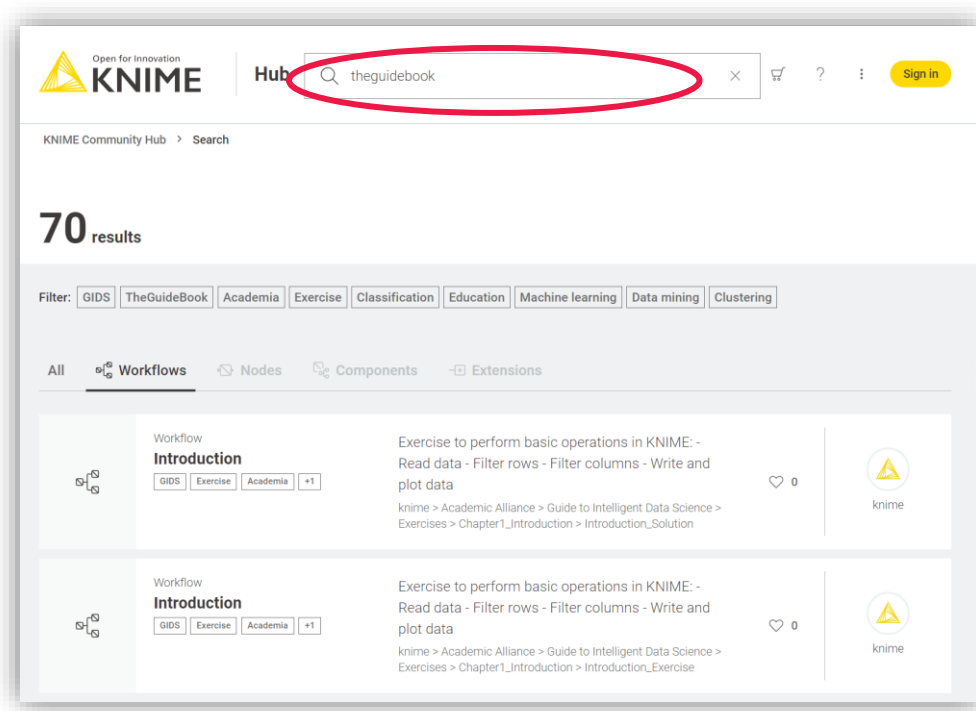 Open for Innovation
KNIME
Hub
theguidebook
?
Sign in
KNIME Community Hub > Search
70 results
Filter: GIDS TheGuideBook Academia Exercise Classification Education Machine learning Data mining Clustering
All Workflows Nodes Components Extensions
Workflow
Introduction
GIDS Exercise Academia +1
Exercise to perform basic operations in KNIME: -
Read data - Filter rows - Filter columns - Write and
plot data
knime > Academic Alliance > Guide to Intelligent Data Science >
Exercises > Chapter1_Introduction > Introduction_Solution
0
knime
Workflow
Introduction
GIDS Exercise Academia +1
Exercise to perform basic operations in KNIME: -
Read data - Filter rows - Filter columns - Write and
plot data
knime > Academic Alliance > Guide to Intelligent Data Science >
Exercises > Chapter1_Introduction > Introduction_Exercise
0
knime